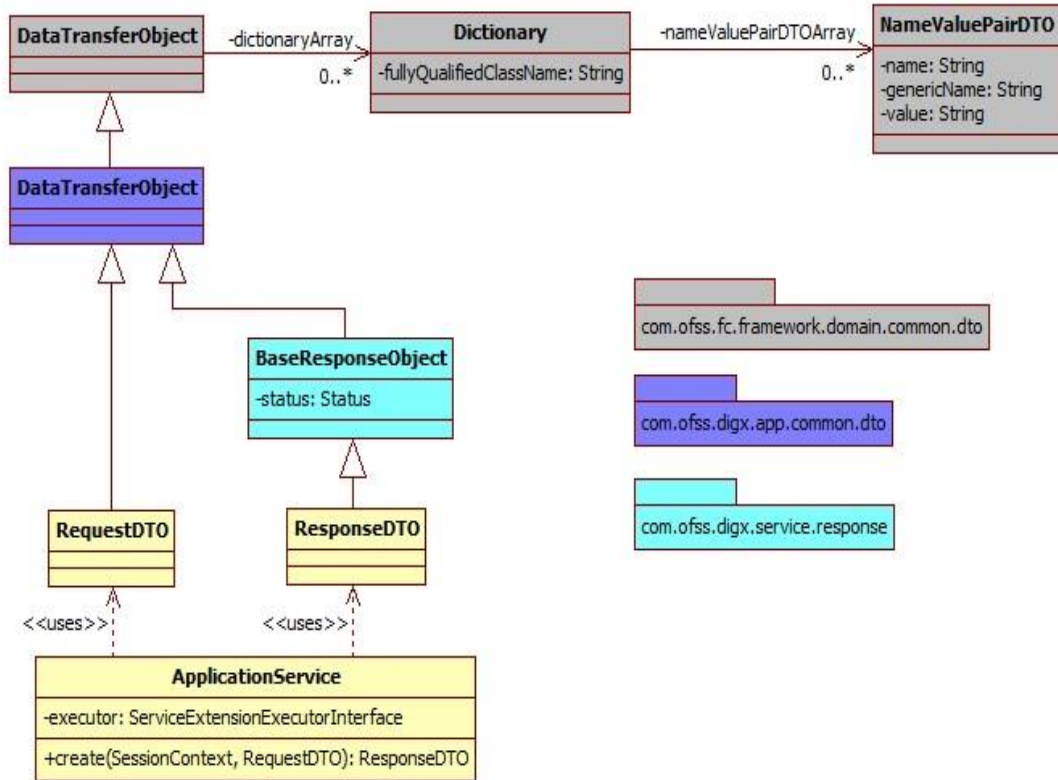 DataTransferObject
-dictionaryArray
0..*
Dictionary
-fullyQualifiedClassName: String
-nameValuePairDTOArray
0..*
NameValuePairDTO
-name: String
-genericName: String
-value: String
DataTransferObject
com.ofss.fc.framework.domain.common.dto
BaseResponseObject
-status: Status
com.ofss.digx.app.common.dto
RequestDTO
ResponseDTO
com.ofss.digx.service.response
<<uses>>
<<uses>>
ApplicationService
-executor: ServiceExtensionExecutorInterface
+create(SessionContext, RequestDTO): ResponseDTO